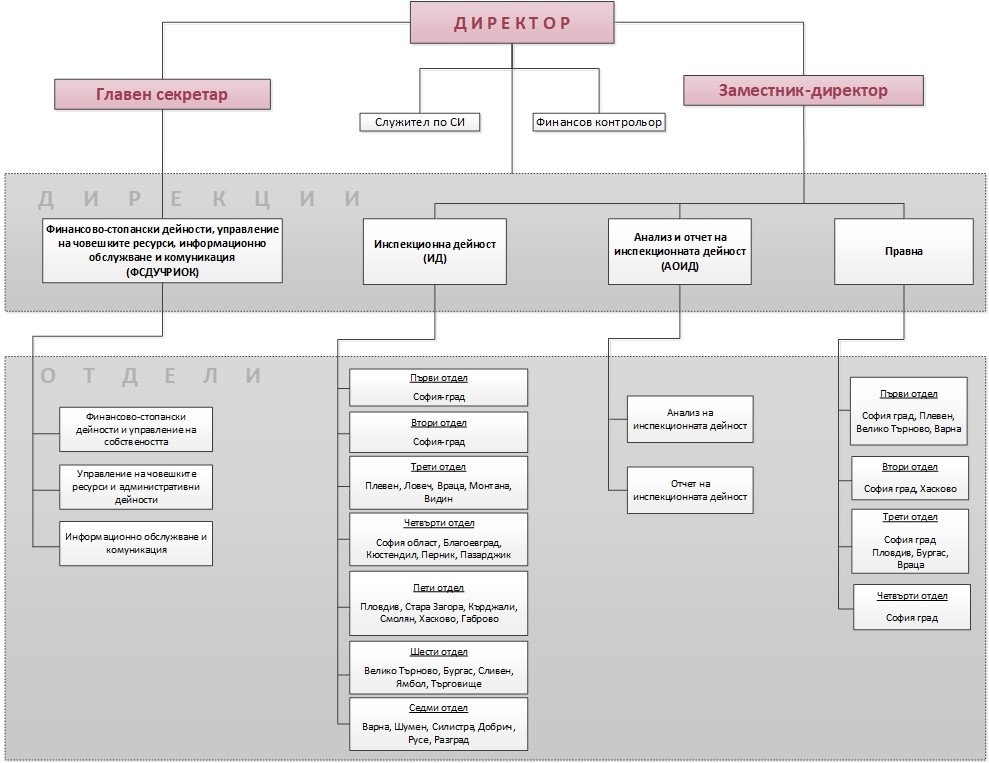 ДИРЕКТОР
Главен секретар
Заместник-директор
Служител по СИ
Финансов контрольор
ДИРЕКЦИИ
Финансово-стопански дейности, управление
на човешките ресурси, информационно
обслужване и комуникация
(ФСДУЧРИОК)
Инспекционна дейност
(ИД)
Анализ и отчет на
инспекционната дейност
(АОИД)
Правна
ОТДЕЛИ
Финансово-стопански
дейности и управление на
собствеността
Управление на човешките
ресурси и административни
дейности
Информационно обслужване и
комуникация
Първи отдел
София-град
Втори отдел
София-град
Трети отдел
Плевен, Ловеч, Враца, Монтана,
Видин
Четвърти отдел
София област, Благоевград,
Кюстендил, Перник, Пазарджик
Пети отдел
Пловдив, Стара Загора, Кърджали,
Смолян, Хасково, Габрово
Шести отдел
Велико Търново, Бургас, Сливен,
Ямбол, Търговище
Седми отдел
Варна, Шумен, Силистра, Добрич,
Русе, Разград
Анализ на
инспекционната дейност
Отчет на
инспекционната дейност
Първи отдел
София град, Плевен,
Велико Търново, Варна
Втори отдел
София град, Хасково
Трети отдел
София град
Пловдив, Бургас,
Враца
Четвърти отдел
София град